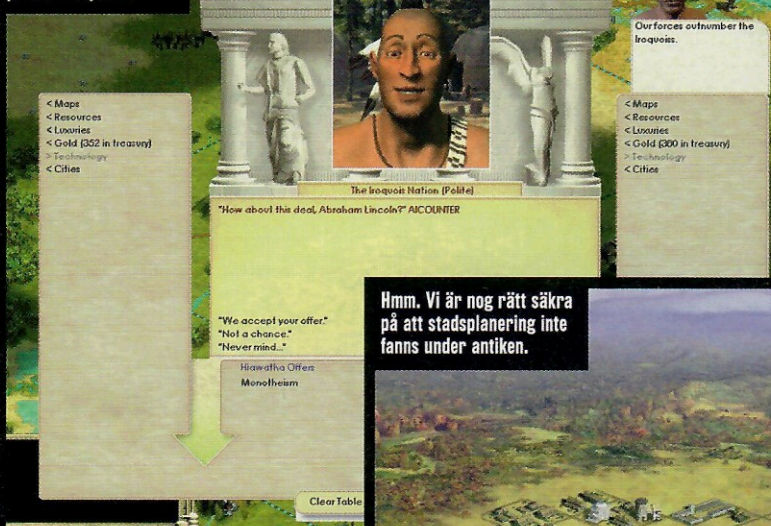 Our forces outnumber the
Iroquoiss.
< Maps
< Resources
< Luxuries
< Gold (352 in treasury)
> Technology
< Cities
< Maps
< Resources
< Luxuries
< Gold (360 in treasury)
> Technology
< Cities
The Iroquois Nation (Polite)
"How about this deal, Abraham Lincoln?" AICOUNTER
"We accept your offer."
"Not a chance."
"Never mind..."
Hiawatha Offers
Monotheism
Clear Table
Hmm. Vi är nog rätt säkra
på att stadsplanering inte
fanns under antiken.